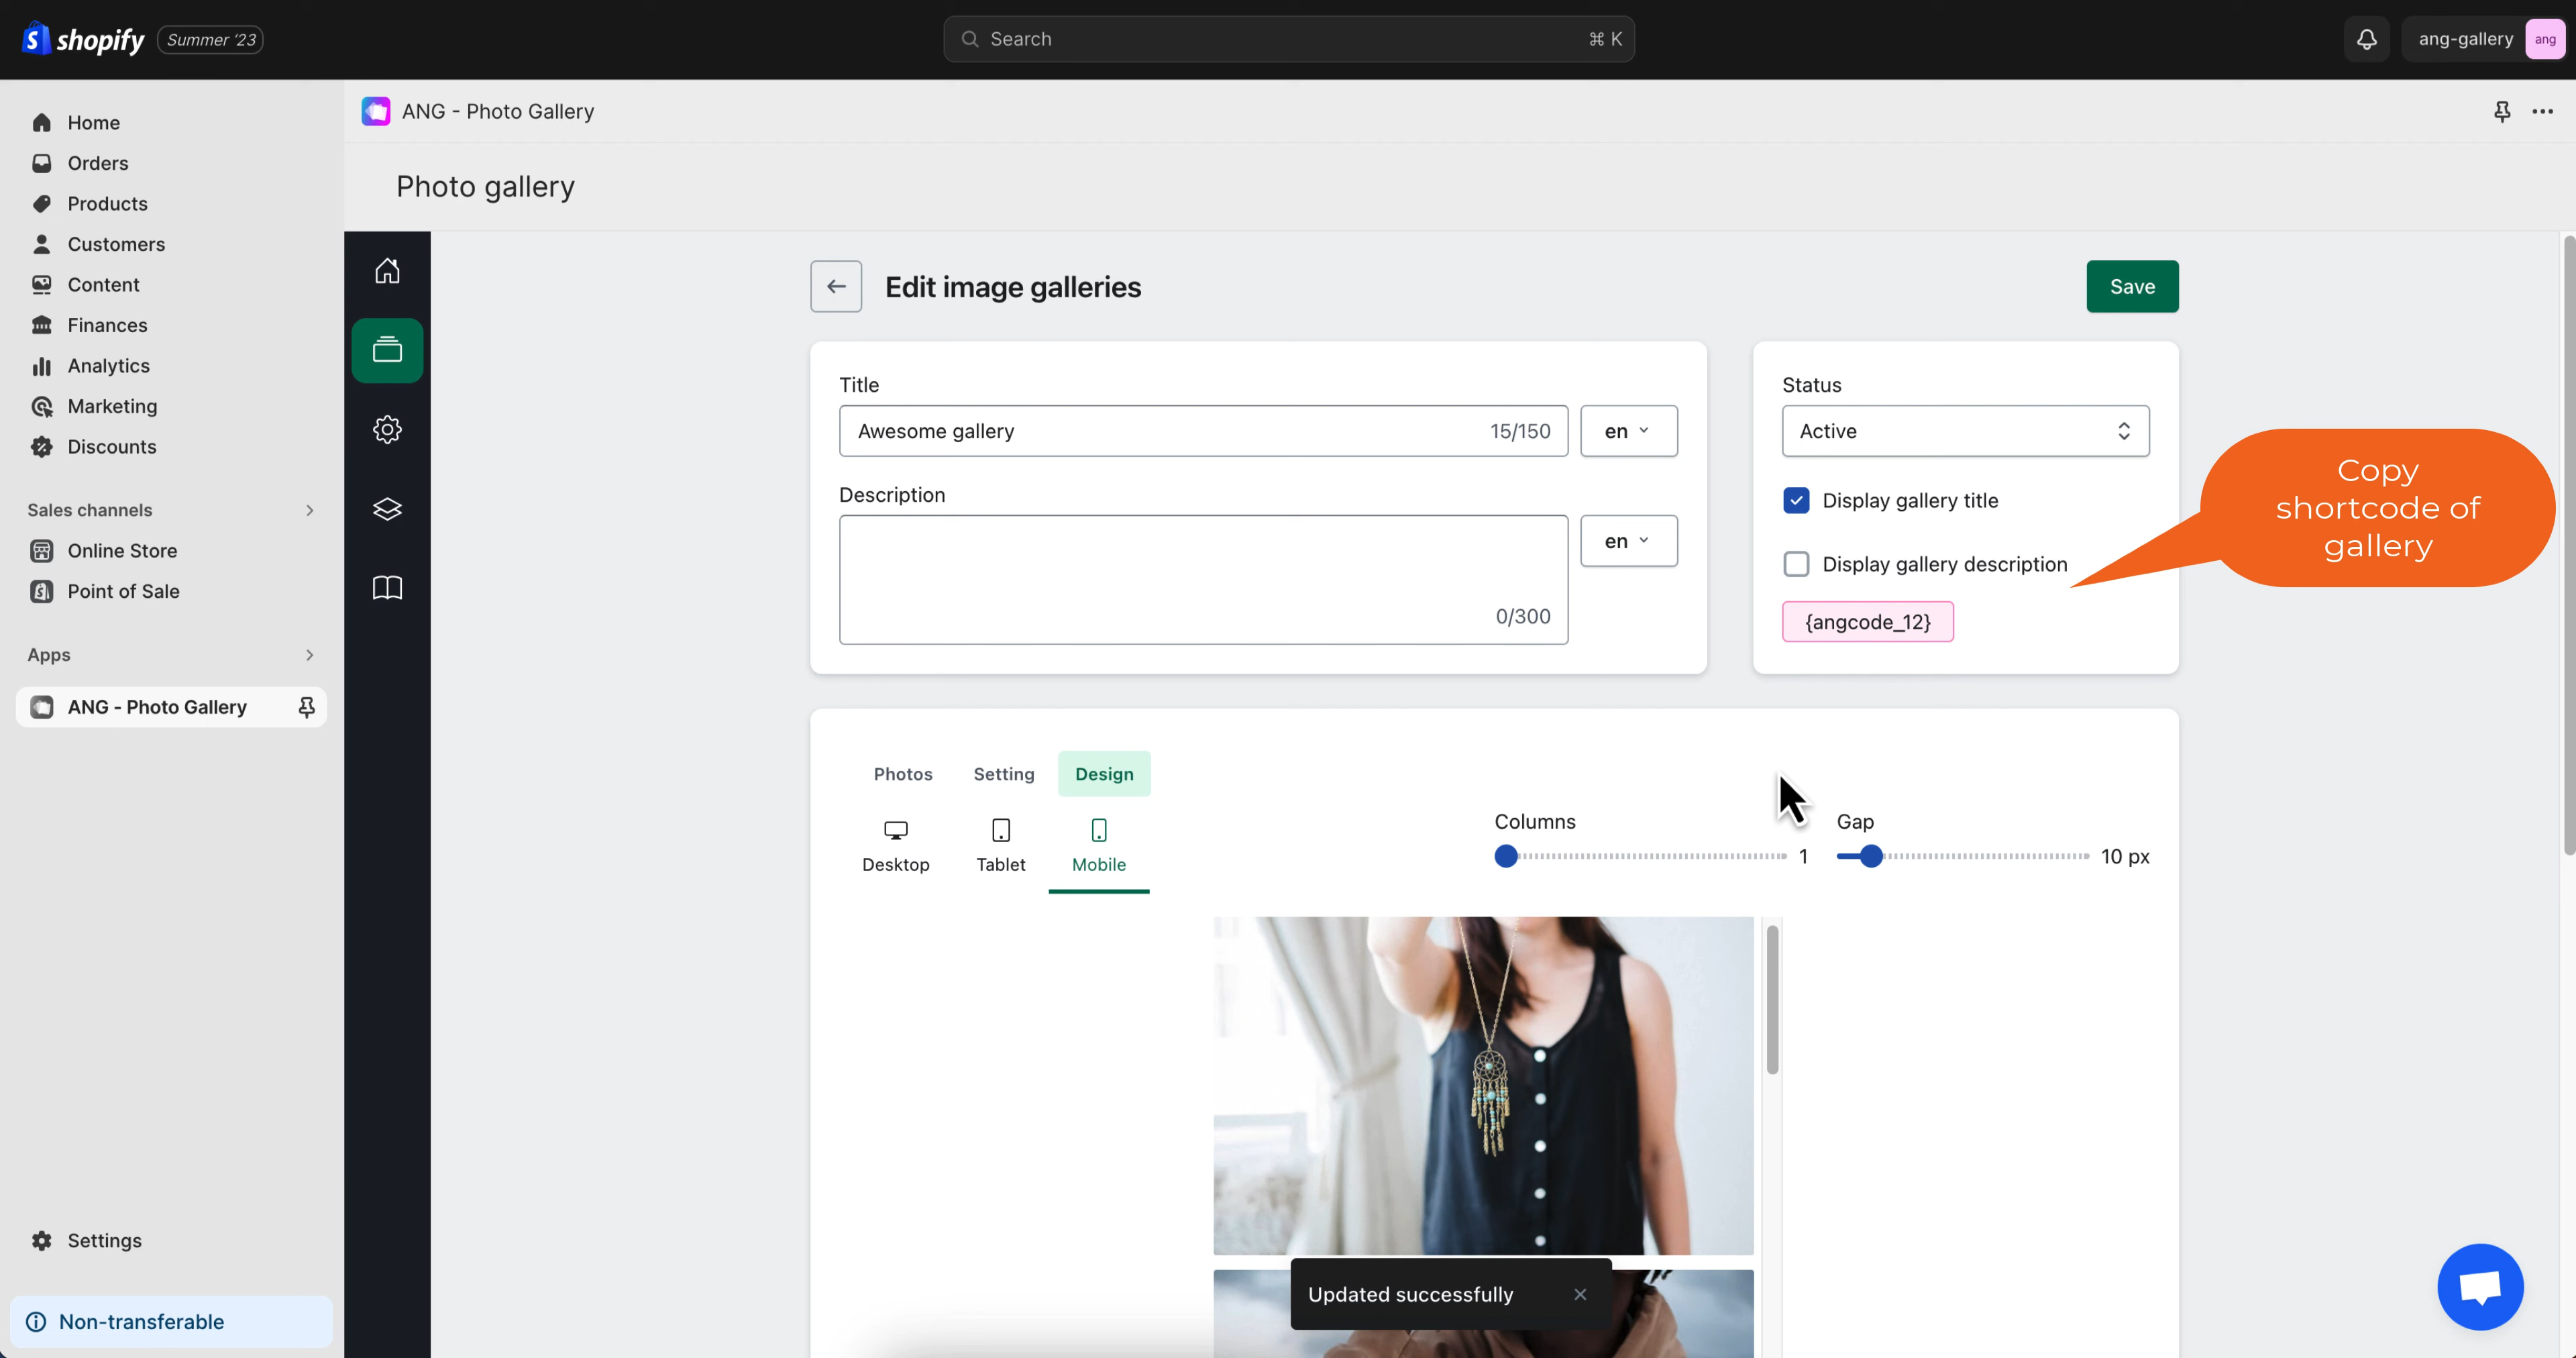 shopify
Summer '23
Search
⌘ K
ang-gallery
ang
Home
Orders
Products
Customers
Content
Finances
Analytics
Marketing
Discounts
Sales channels
Online Store
Point of Sale
Apps
ANG - Photo Gallery
Settings
Non-transferable
ANG - Photo Gallery
Photo gallery
Edit image galleries
Save
Title
Awesome gallery
15/150
en
Description
0/300
en
Status
Active
Display gallery title
Display gallery description
{angcode_12}
Copy
shortcode of
gallery
Photos
Setting
Design
Desktop
Tablet
Mobile
Columns
1
Gap
10 px
Updated successfully